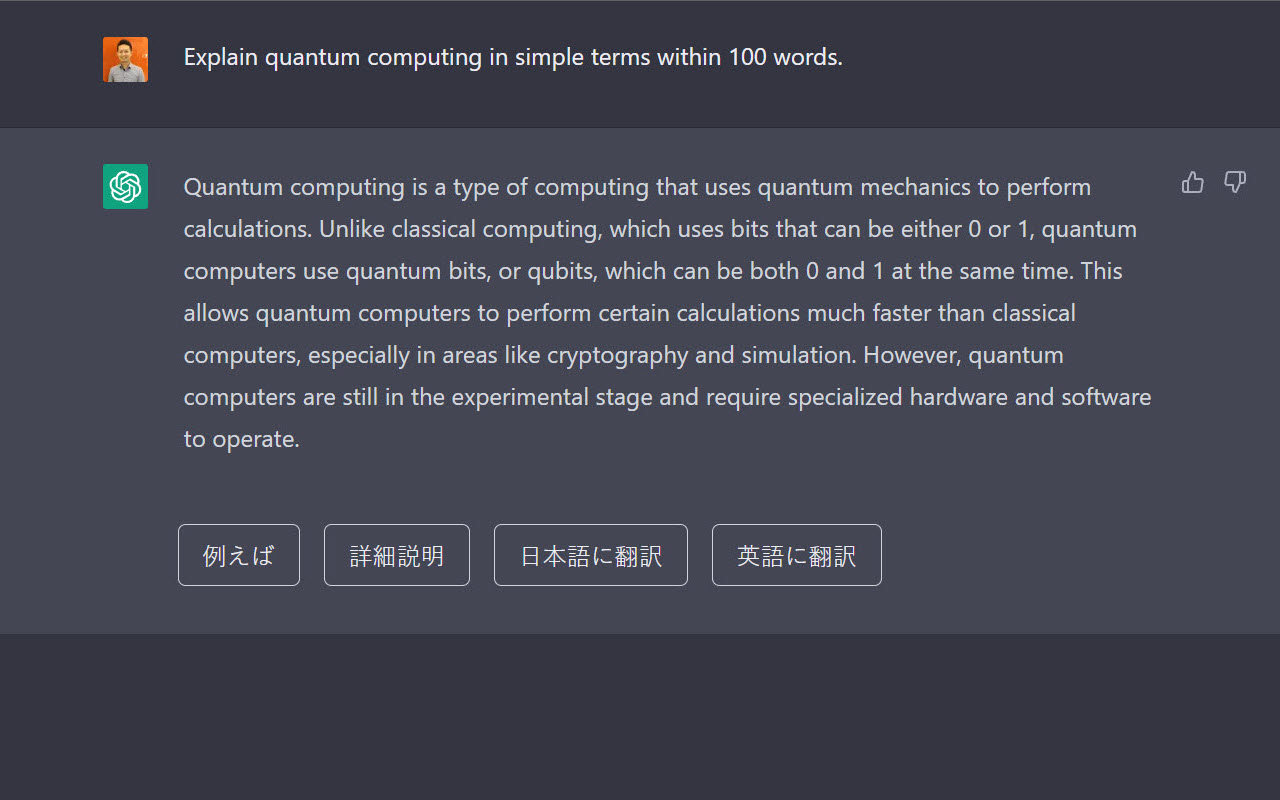 Explain quantum computing in simple terms within 100 words.
Quantum computing is a type of computing that uses quantum mechanics to perform
calculations. Unlike classical computing, which uses bits that can be either 0 or 1, quantum
computers use quantum bits, or qubits, which can be both 0 and 1 at the same time. This
allows quantum computers to perform certain calculations much faster than classical
computers, especially in areas like cryptography and simulation. However, quantum
computers are still in the experimental stage and require specialized hardware and software
to operate.
例えば 詳細説明 日本語に翻訳 英語に翻訳